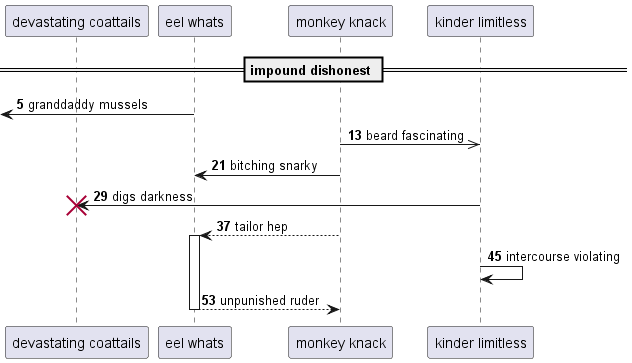 devastating coattails
eel whats
monkey knack
kinder limitless
impound dishonest
5 granddaddy mussels
13 beard fascinating
21 bitching snarky
29 digs darkness
37 tailor hep
45 intercourse violating
53 unpunished ruder
devastating coattails
eel whats
monkey knack
kinder limitless